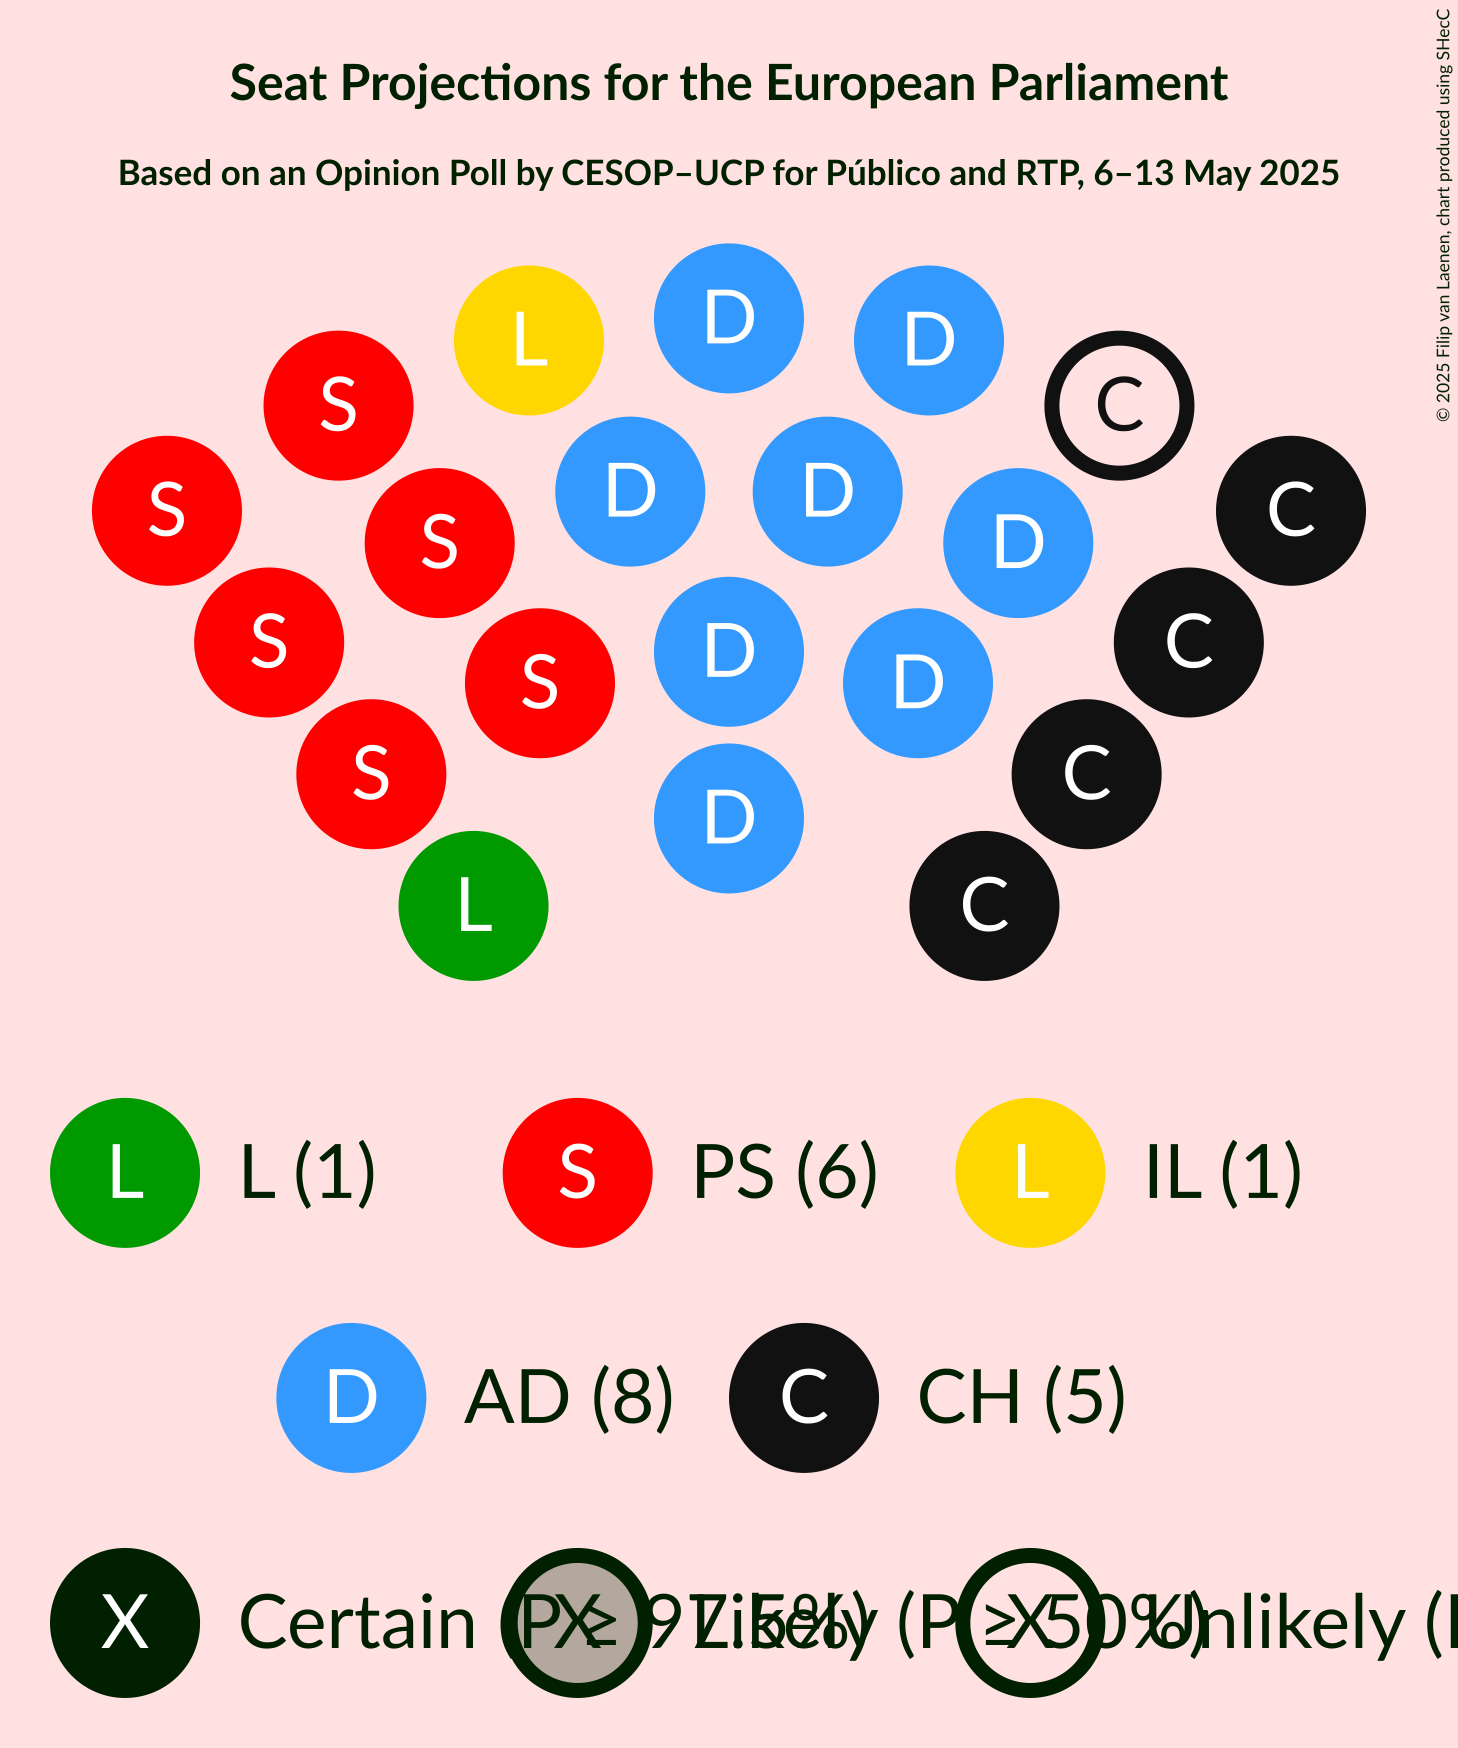 Seat Projections for the European Parliament
Based on an Opinion Poll by CESOP–UCP for Público and RTP, 6–13 May 2025
© 2025 Filip van Laenen, chart produced using SHecC
D
L D
S C
S D D C
S D
S C
D
S D
S C
D
L C
L L (1) S PS (6) L IL (1)
D AD (8) C CH (5)
X Certain (P ≥ 97.5%) X Likely (P ≥ 50%) X Unlikely (